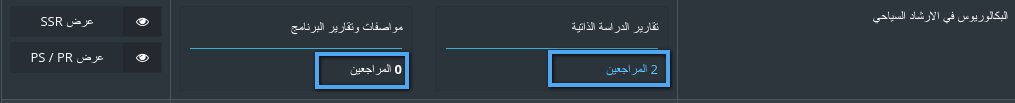 البكالوريوس في الارشاد السياحي
تقارير الدراسة الذاتية
2 المراجعين
مواصفات وتقارير البرنامج
0 المراجعين
عرض SSR
عرض PS / PR